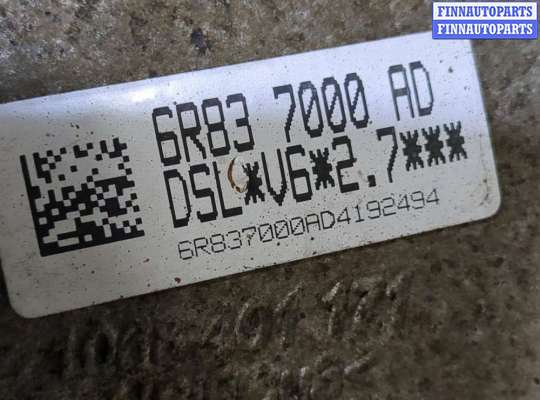 FINNAUTOPARTS
FINNAUTOPARTS
6R83 7000 AD
DSL*V6*2.7***
6R837000AD4192494